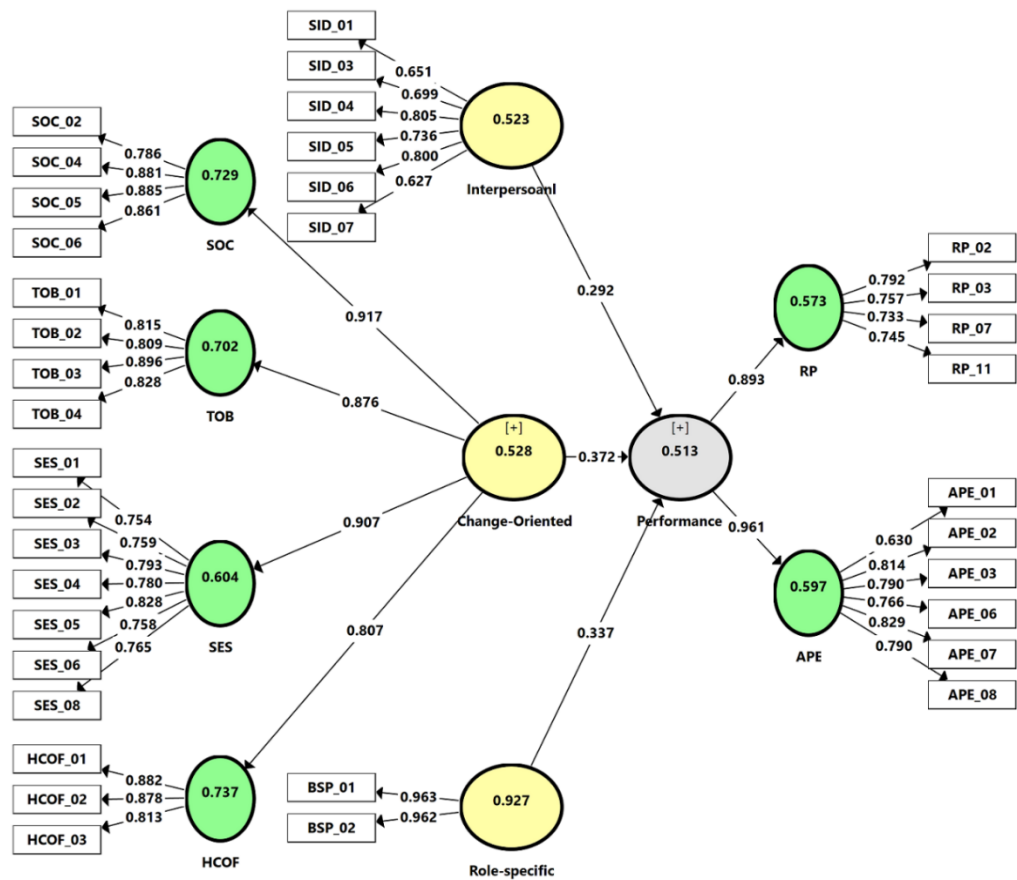 SID_01
SID_03
SID_04
SID_05
SID_06
SID_07
0.651
0.699
0.805
0.736
0.800
0.627
0.523
Interpersoanl
SOC_02
SOC_04
SOC_05
SOC_06
0.786
0.881
0.885
0.861
0.729
SOC
TOB_01
TOB_02
TOB_03
TOB_04
0.815
0.809
0.896
0.828
0.702
TOB
SES_01
SES_02
SES_03
SES_04
SES_05
SES_06
SES_08
0.754
0.759
0.793
0.780
0.828
0.758
0.765
0.604
SES
HCOF_01
HCOF_02
HCOF_03
0.882
0.878
0.813
0.737
HCOF
0.917
0.876
0.907
0.807
[+]
0.528
Change-Oriented
0.292
0.372
0.337
BSP_01
BSP_02
0.963
0.962
0.927
Role-specific
[+]
0.513
Performance
0.893
0.961
0.573
RP
0.792
0.757
0.733
0.745
RP_02
RP_03
RP_07
RP_11
0.597
APE
0.630
0.814
0.790
0.766
0.829
0.790
APE_01
APE_02
APE_03
APE_06
APE_07
APE_08